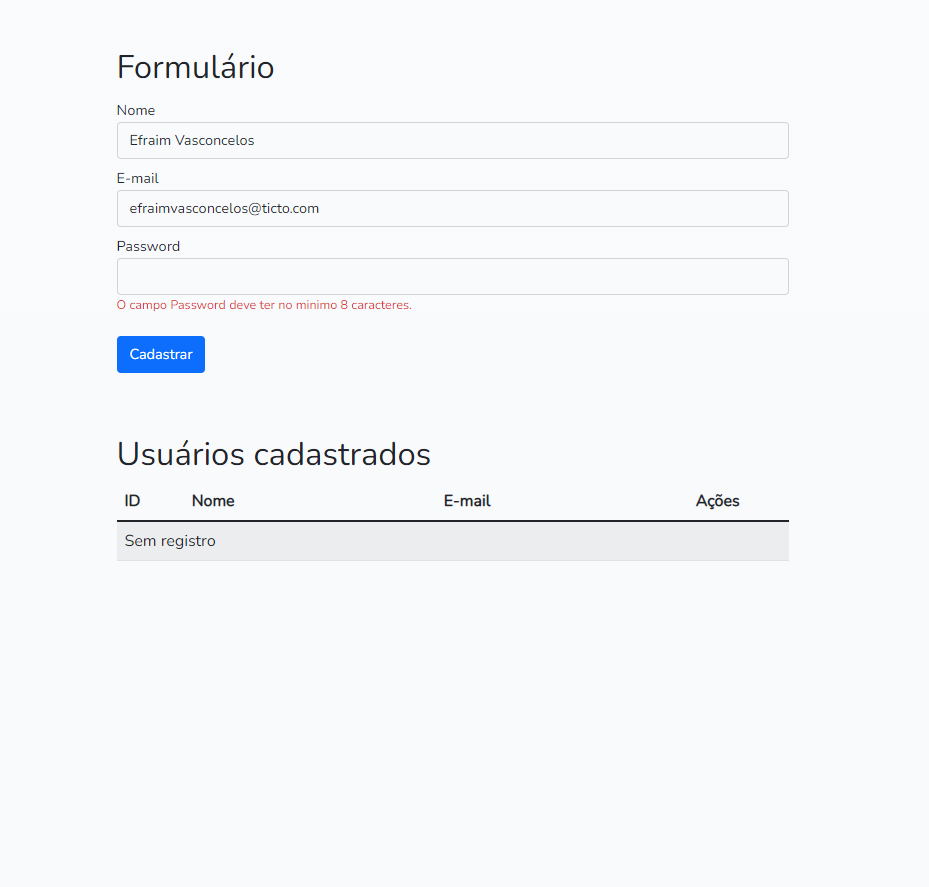 Formulário
Nome
Efraim Vasconcelos
E-mail
efraimvasconcelos@ticto.com
Password
O campo Password deve ter no minimo 8 caracteres.
Cadastrar
Usuários cadastrados
ID Nome E-mail Ações
Sem registro